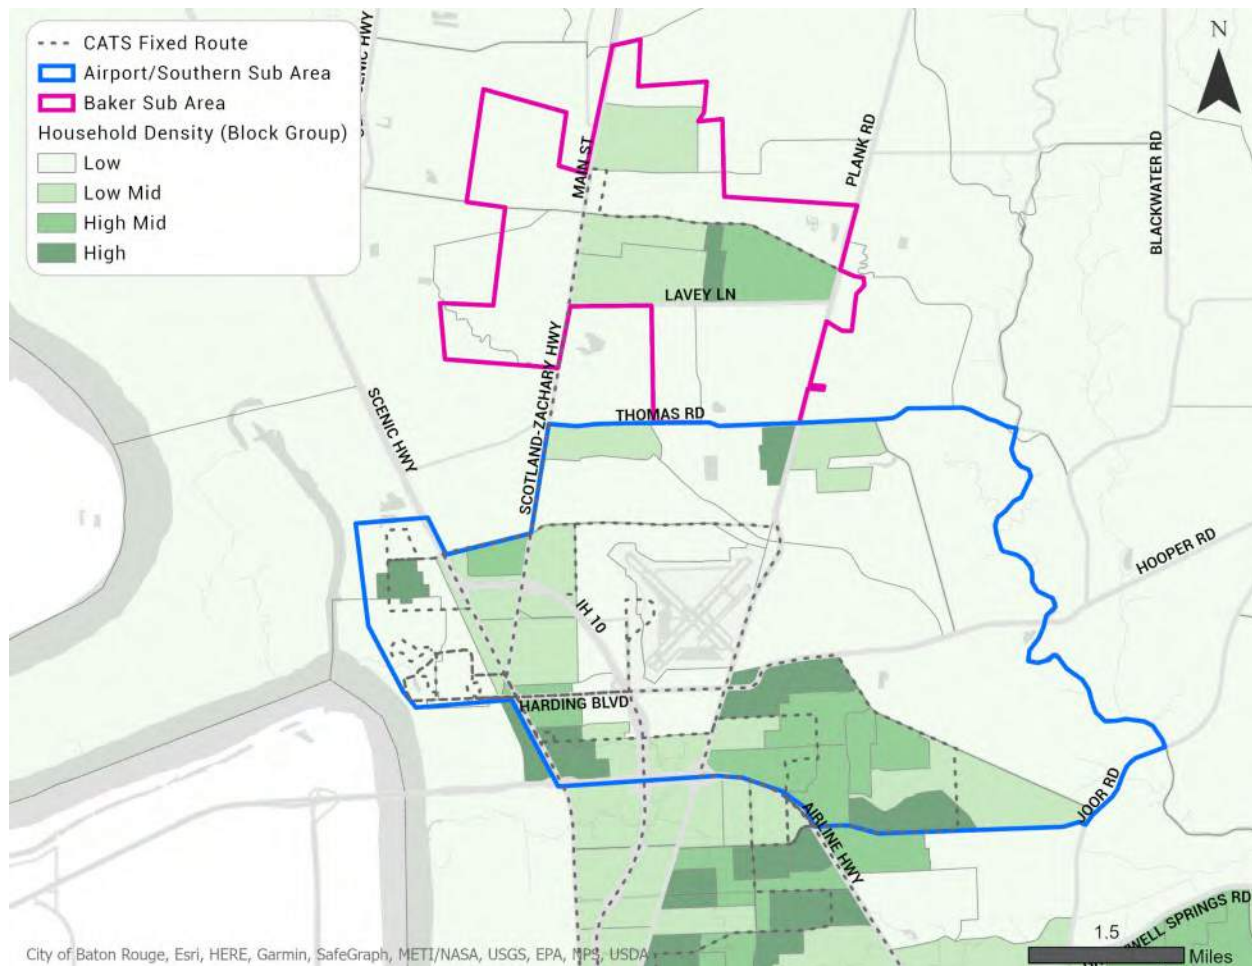 CATS Fixed Route
Airport/Southern Sub Area
Baker Sub Area
Household Density (Block Group)
Low
Low Mid
High Mid
High
N
MAIN ST
PLANK RD
BLACKWATER RD
LAVEY LN
SCOTLAND-ZACHARY HWY
THOMAS RD
SCENIC HWY
HOOPER RD
IH 10
HARDING BLVD
JOOR RD
AIRLINE HWY
WELL SPRINGS RD
1.5
Miles
City of Baton Rouge, Esri, HERE, Garmin, SafeGraph, METI/NASA, USGS, EPA, NPS, USDA